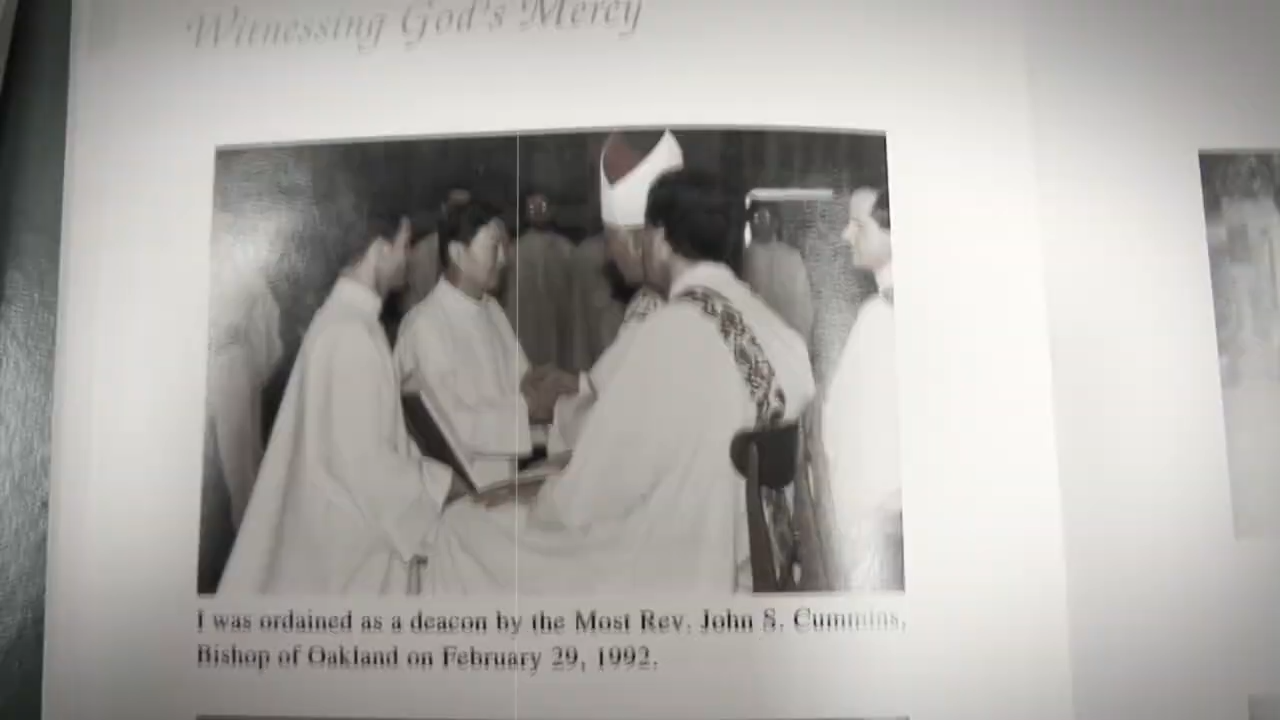 Witnessing God's Mercy
I was ordained as a deacon by the Most Rev. John S. Cummins,
Bishop of Oakland on February 29, 1992.